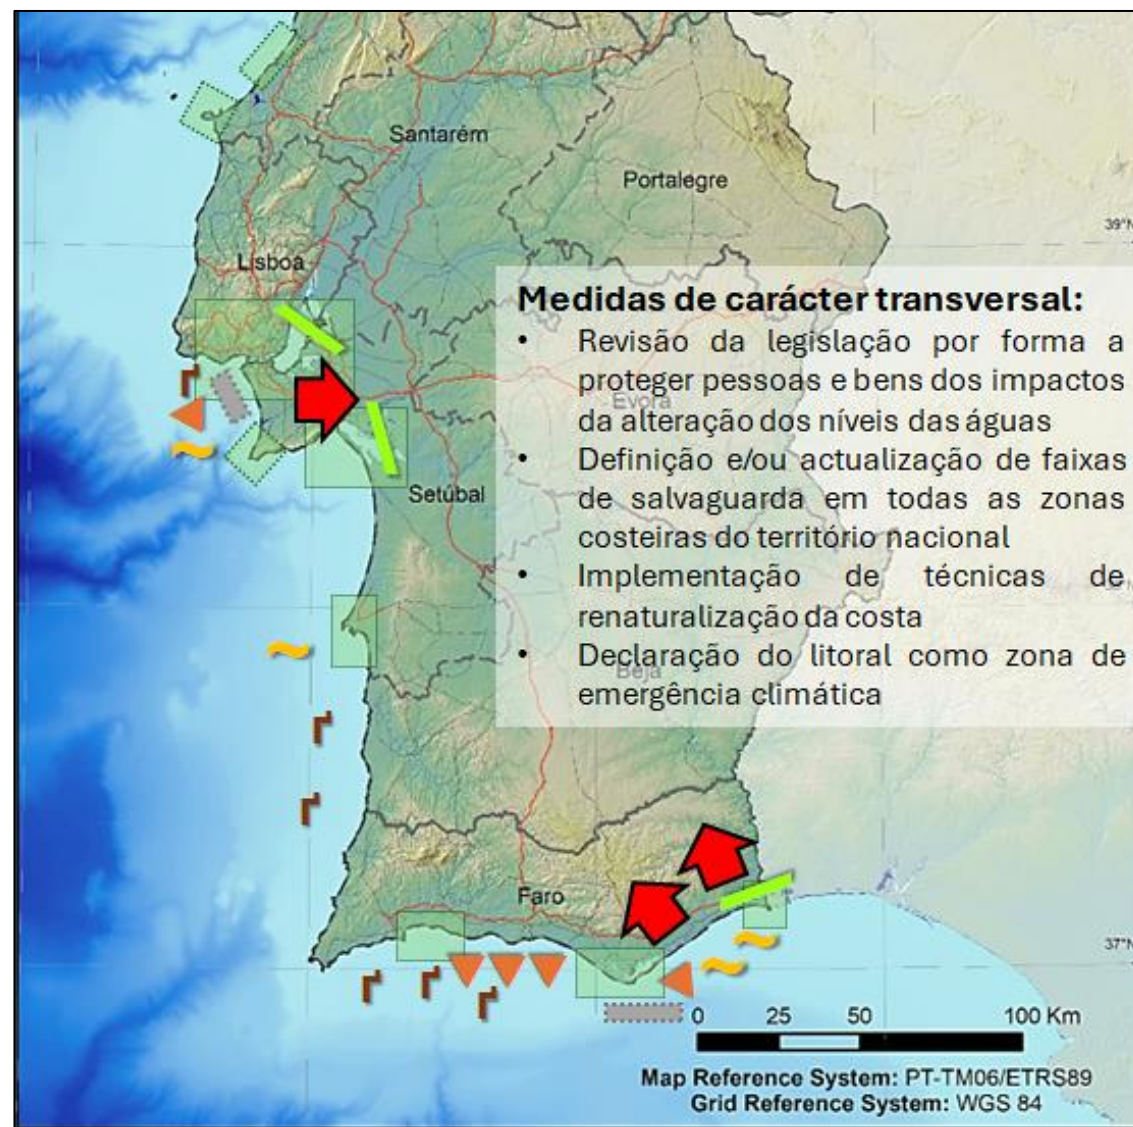 Santarém
Portalegre
39°N
Lisboa
Medidas de carácter transversal:
• Revisão da legislação por forma a
proteger pessoas e bens dos impactos
Évora
da alteração dos níveis das águas
• Definição e/ou actualização de faixas
Setúbal
de salvaguarda em todas as zonas
costeiras do território nacional
• Implementação de técnicas de
renaturalização da costa
• Declaração do litoral como zona de
Beja
emergência climática
Faro
37°N
0 25 50 100 Km
Map Reference System: PT-TM06/ETRS89
Grid Reference System: WGS 84